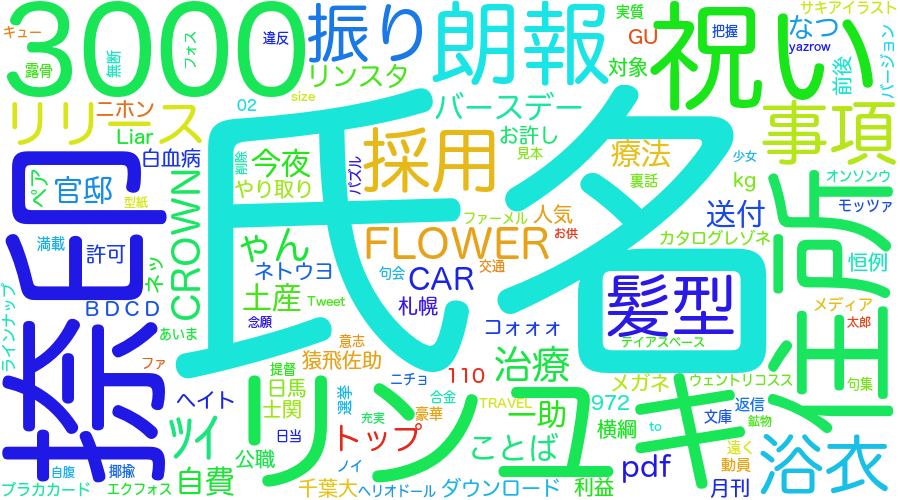 キュー
3000
露骨
無断
フォス
違反
振り
朗報
祝い
実質
GU
把握
サキアイラスト
なつ
yazrow
バージョン
リンスタ
対象
前後
ニホン
02
size
バースデー
リリース
Liar
お許し
事項
白血病
削除
今夜
パズル
採用
見本
療法
少女
ペア
官邸
CROWN
やり取り
裏話
kg
オンソンウ
型紙
ファーメル
人気
送付
モッツァ
捺印
氏名
住所
満載
許可
ネッ
ゃん
FLOWER
お供
カタログレゾネ
ネトウヨ
句会
交通
恒例
BDCD
土産
Tweet
CAR
髪型
ラインナップ
念願
札幌
コォォォ
メディア
太郎
あいま
意志
テイアスペース
ファ
提督
猿飛佐助
治療
ツイ
リンユキ
日馬
ニチョ
110
メガネ
ウェントリコスス
句集
ヘイト
士関
選挙
合金
TRAVEL
一助
972
文庫
返信
浴衣
日当
充実
豪華
横綱
to
鉱物
トップ
ことば
遠く
自腹
揶揄
公職
ノイ
pdf
動員
プラカカード
エクフォス
自費
千葉大
ヘリオドール
ダウンロード
利益
月刊